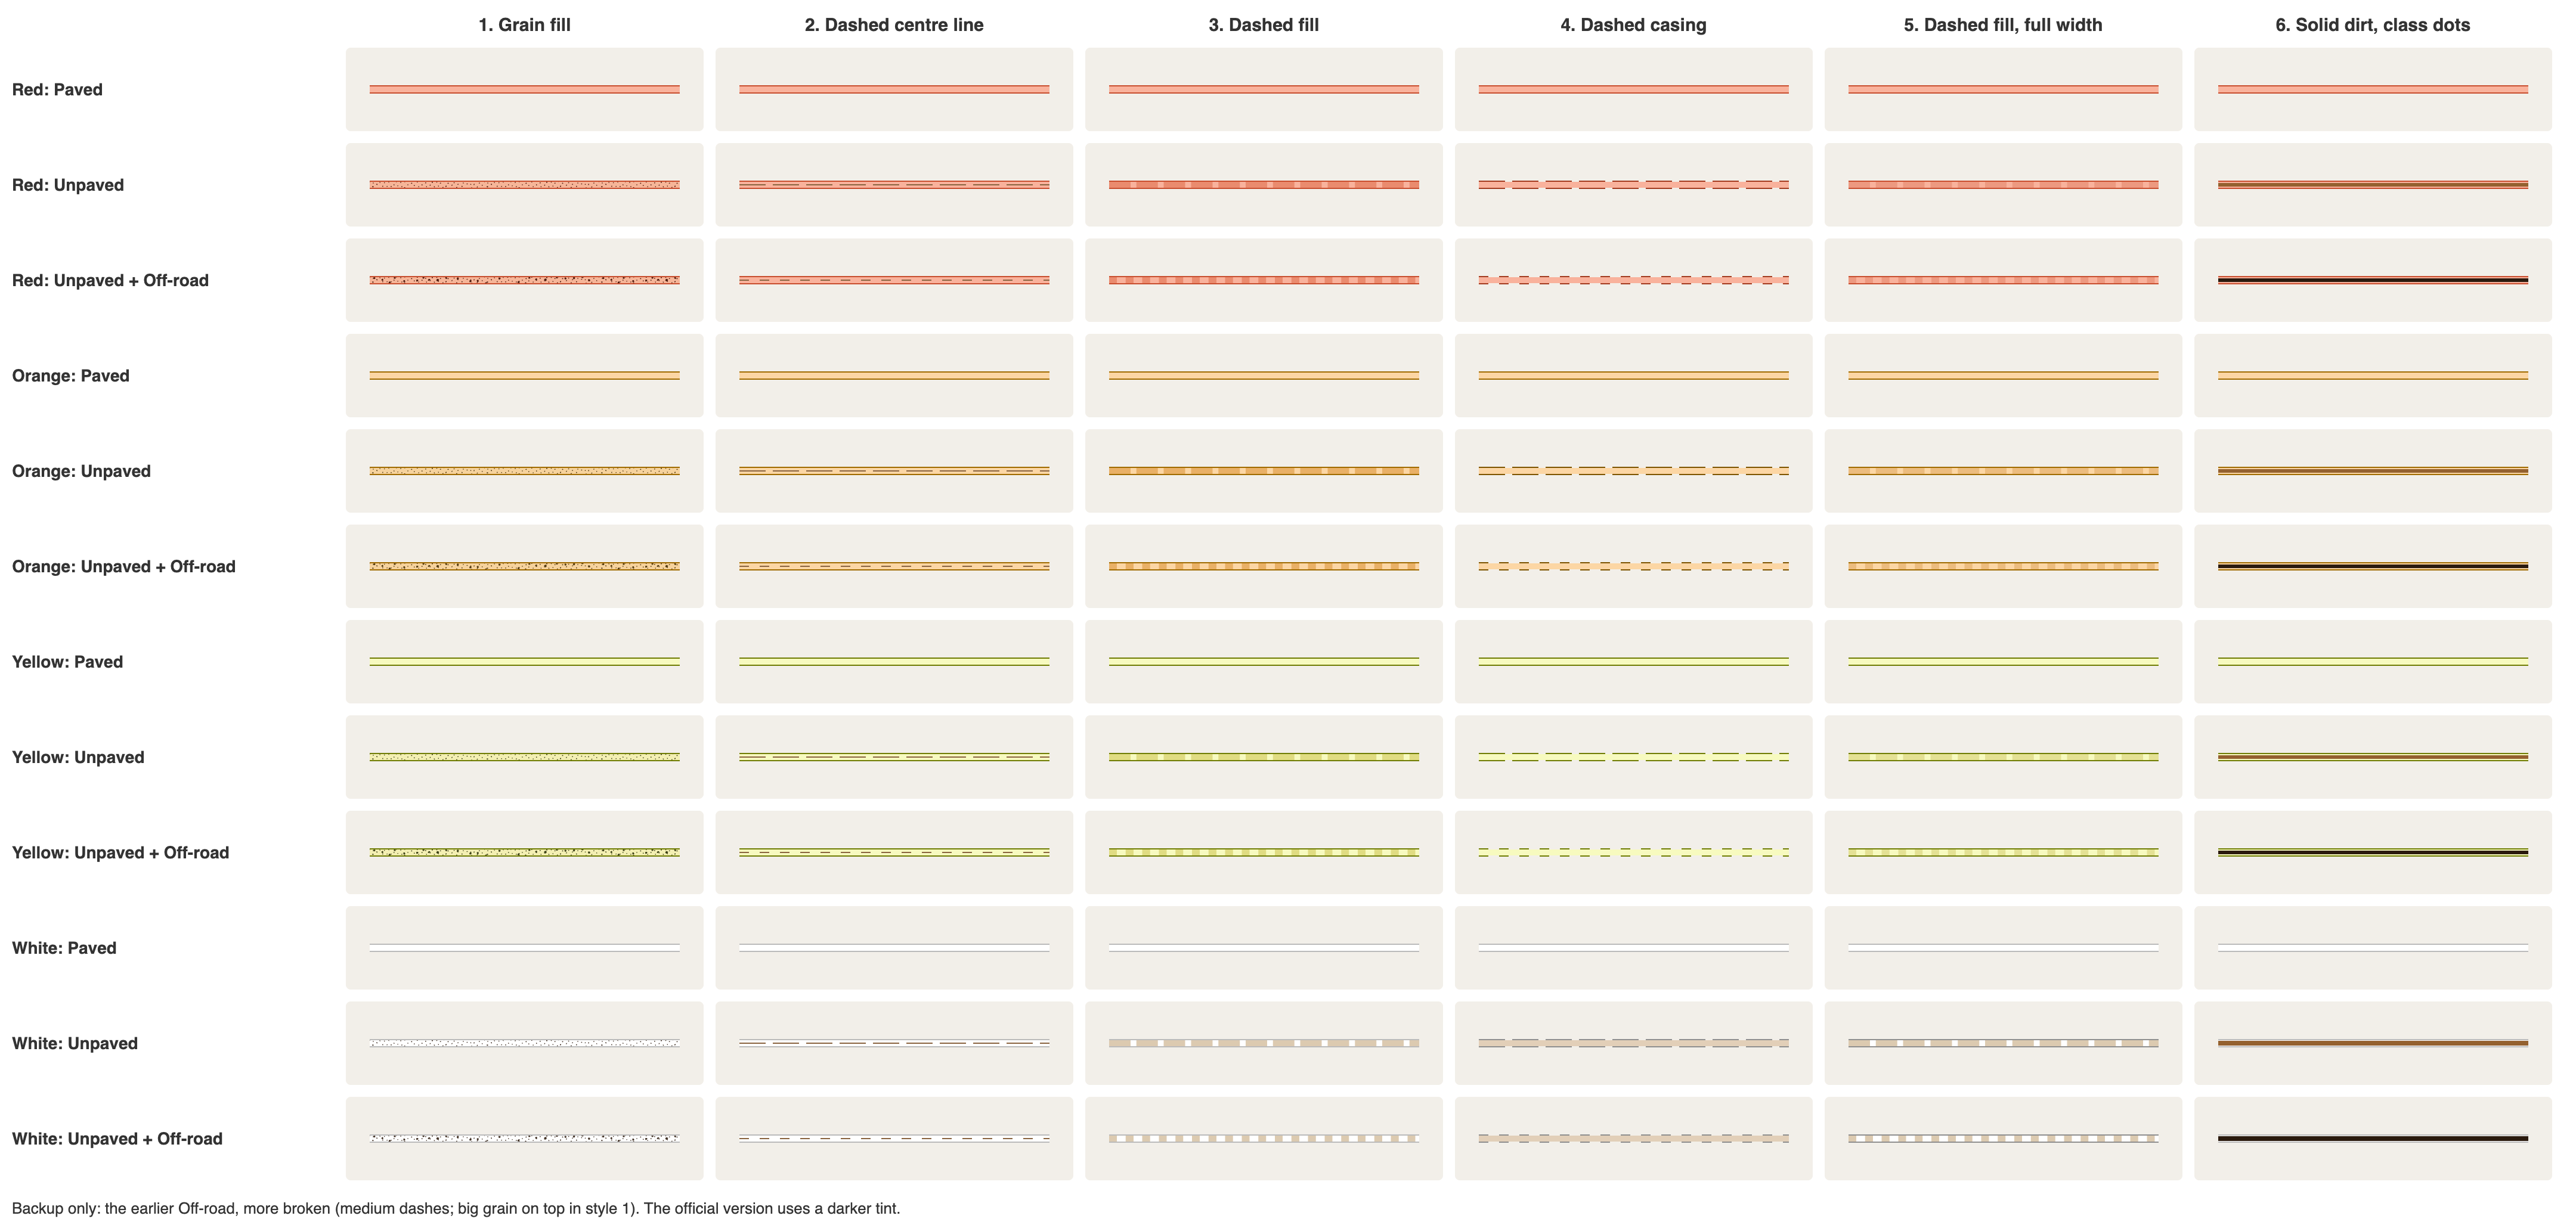 1. Grain fill
2. Dashed centre line
3. Dashed fill
4. Dashed casing
5. Dashed fill, full width
6. Solid dirt, class dots
Red: Paved
Red: Unpaved
Red: Unpaved + Off-road
Orange: Paved
Orange: Unpaved
Orange: Unpaved + Off-road
Yellow: Paved
Yellow: Unpaved
Yellow: Unpaved + Off-road
White: Paved
White: Unpaved
White: Unpaved + Off-road
Backup only: the earlier Off-road, more broken (medium dashes; big grain on top in style 1). The official version uses a darker tint.